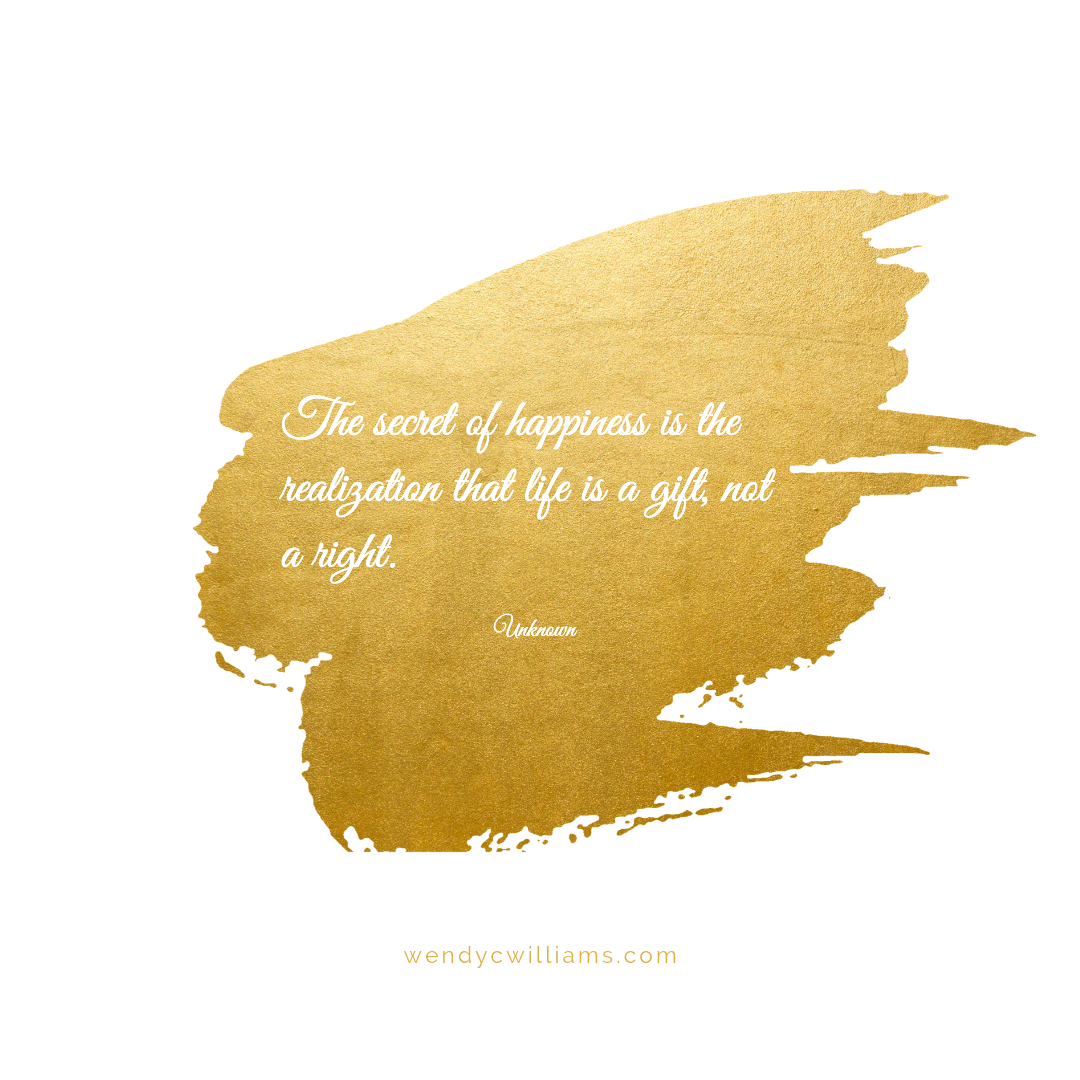 The secret of happiness is the
realization that life is a gift, not
a right.
Unknown
wendycwilliams.com